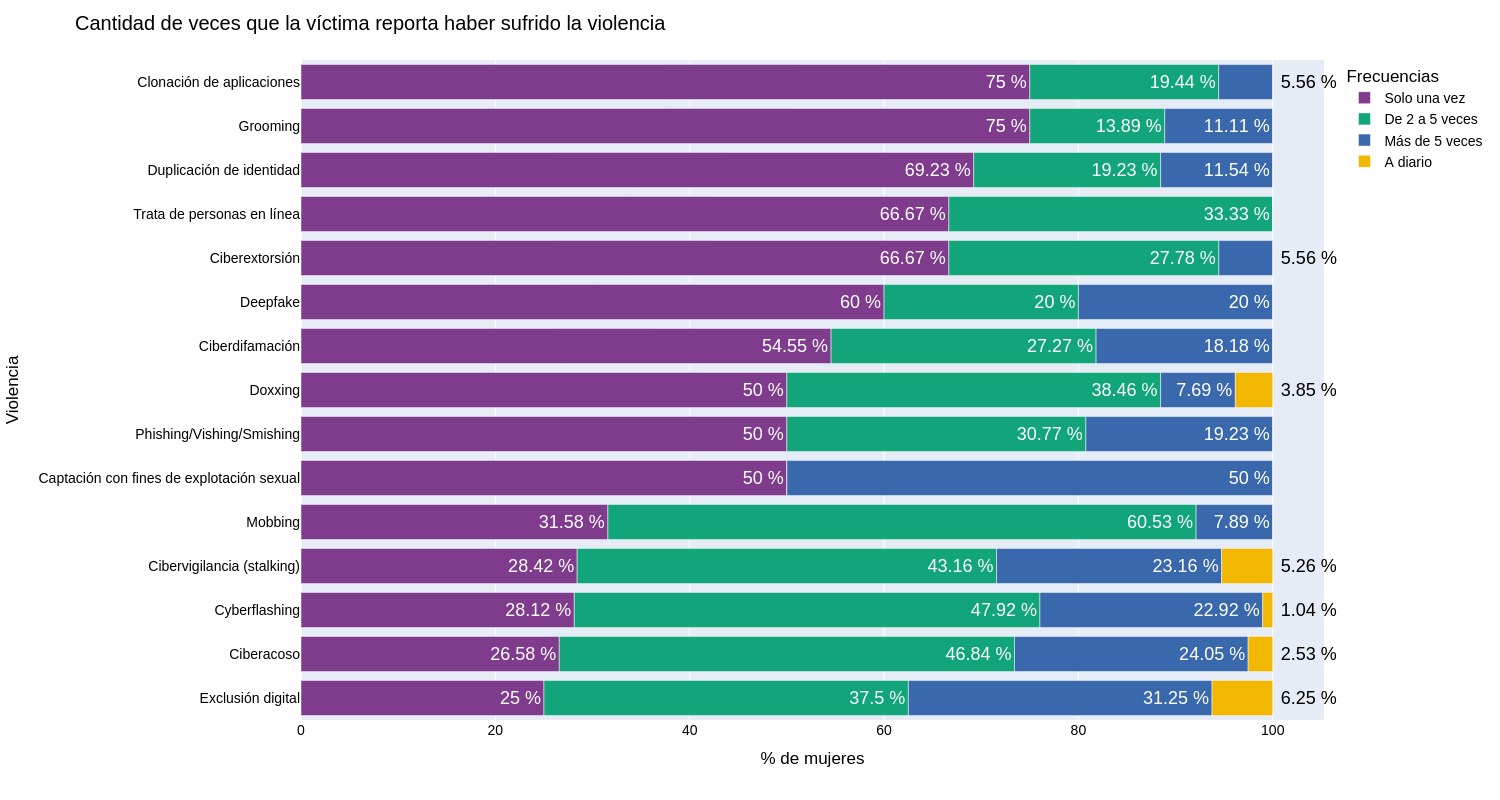 Cantidad de veces que la víctima reporta haber sufrido la violencia
Clonación de aplicaciones 75 % 19.44 % 5.56 %
Grooming 75 % 13.89 % 11.11 %
Duplicación de identidad 69.23 % 19.23 % 11.54 %
Trata de personas en línea 66.67 % 33.33 %
Ciberextorsión 66.67 % 27.78 % 5.56 %
Deepfake 60 % 20 % 20 %
Ciberdifamación 54.55 % 27.27 % 18.18 %
Doxxing 50 % 38.46 % 7.69 % 3.85 %
Phishing/Vishing/Smishing 50 % 30.77 % 19.23 %
Captación con fines de explotación sexual 50 % 50 %
Mobbing 31.58 % 60.53 % 7.89 %
Cibervigilancia (stalking) 28.42 % 43.16 % 23.16 % 5.26 %
Cyberflashing 28.12 % 47.92 % 22.92 % 1.04 %
Ciberacoso 26.58 % 46.84 % 24.05 % 2.53 %
Exclusión digital 25 % 37.5 % 31.25 % 6.25 %
0 20 40 60 80 100
% de mujeres
Violencia
Frecuencias
Solo una vez
De 2 a 5 veces
Más de 5 veces
A diario